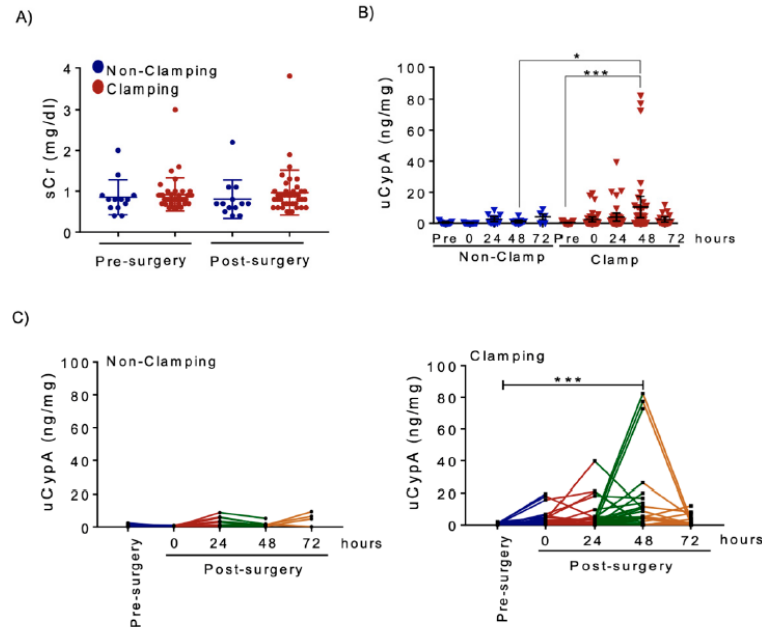 A)
Non-Clamping
Clamping
sCr (mg/dl)
4
3
2
1
0
Pre-surgery Post-surgery
B)
* 
***
uCypA (ng/mg)
100
80
60
40
20
0
Pre 0 24 48 72 Pre 0 24 48 72 hours
Non-Clamp Clamp
C)
Non-Clamping
uCypA (ng/mg)
100
80
60
40
20
0
Pre-surgery
0 24 48 72 hours
Post-surgery
Clamping
***
uCypA (ng/mg)
100
80
60
40
20
0
Pre-surgery
0 24 48 72 hours
Post-surgery